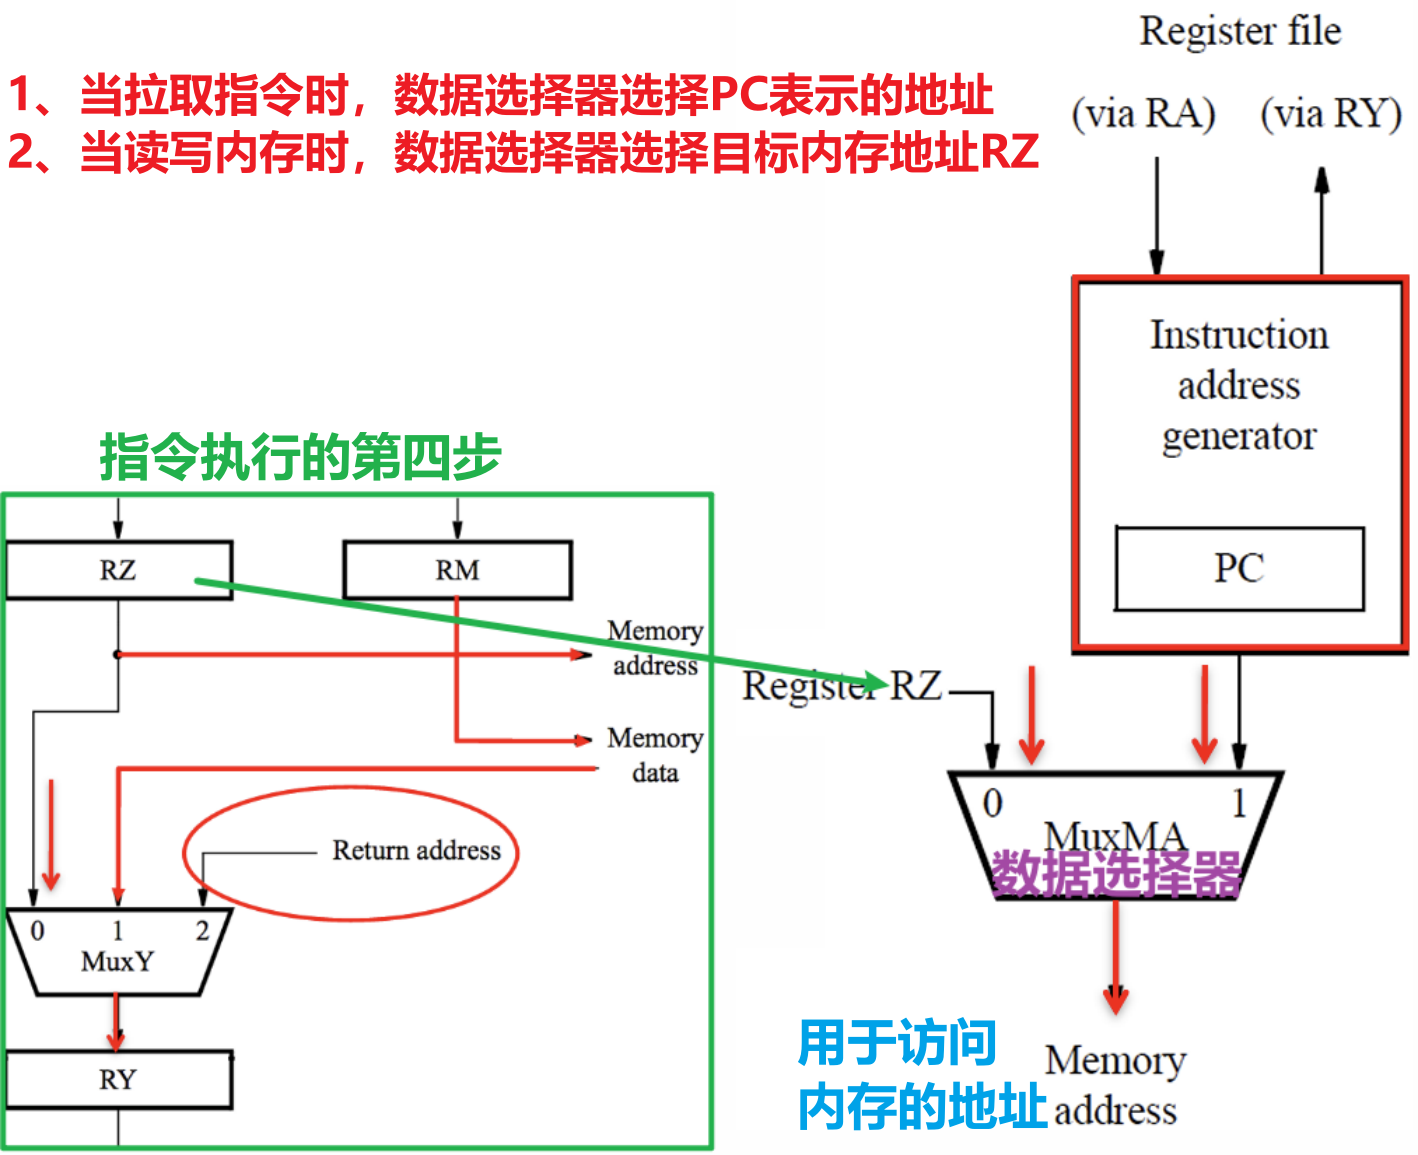 1、当拉取指令时，数据选择器选择PC表示的地址
2、当读写内存时，数据选择器选择目标内存地址RZ
Register file
(via RA) (via RY)
Instruction
address
generator
PC
指令执行的第四步
RZ
RM
Memory
address
Memory
data
Return address
0 1 2
MuxY
RY
Register RZ
0 1
MuxMA
数据选择器
用于访问
内存的地址
Memory
address